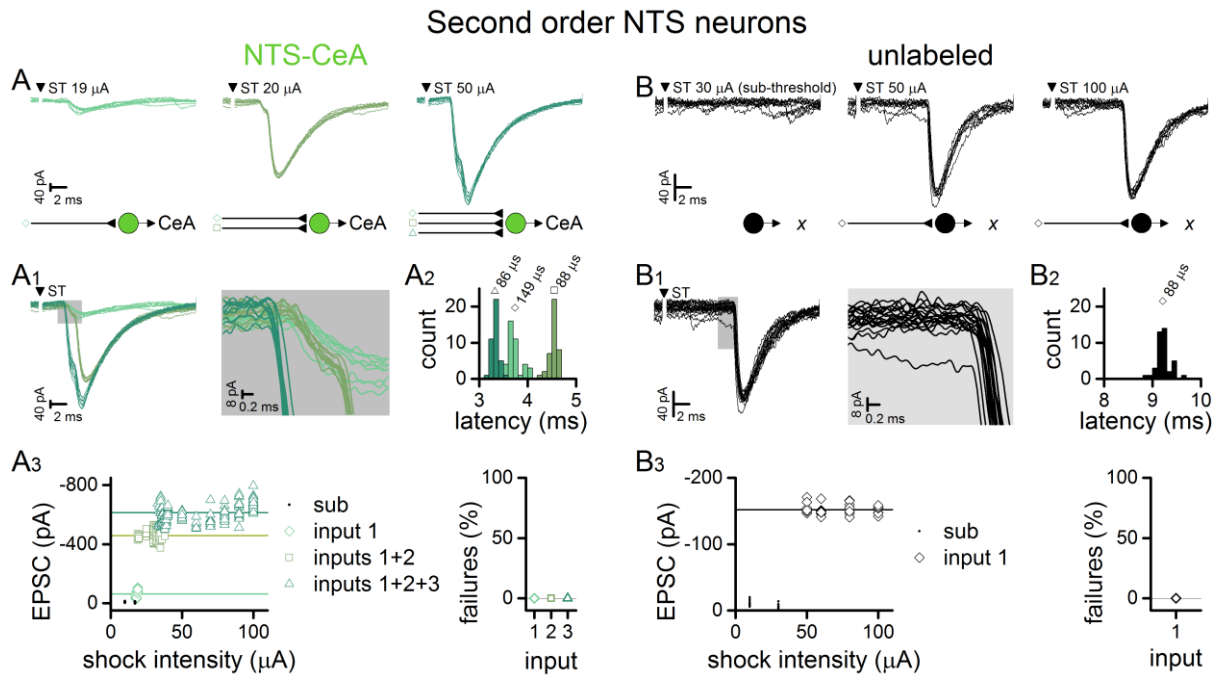 Second order NTS neurons
NTS-CeA
unlabeled
A
ST 19 μA
ST 20 μA
ST 50 μA
40 pA
2 ms
CeA
CeA
CeA
B
ST 30 μA (sub-threshold)
ST 50 μA
ST 100 μA
40 pA
2 ms
x
x
x
A1
ST
40 pA
2 ms
8 pA
0.2 ms
A2
86 μs
149 μs
88 μs
count
20
10
0
3 4 5
latency (ms)
B1
ST
40 pA
2 ms
8 pA
0.2 ms
B2
88 μs
count
20
10
0
8 9 10
latency (ms)
A3
EPSC (pA)
-800
-400
0
0 50 100
shock intensity (μA)
sub
input 1
inputs 1+2
inputs 1+2+3
failures (%)
100
50
0
1 2 3
input
B3
EPSC (pA)
-200
-100
0
0 50 100
shock intensity (μA)
sub
input 1
failures (%)
100
50
0
1
input